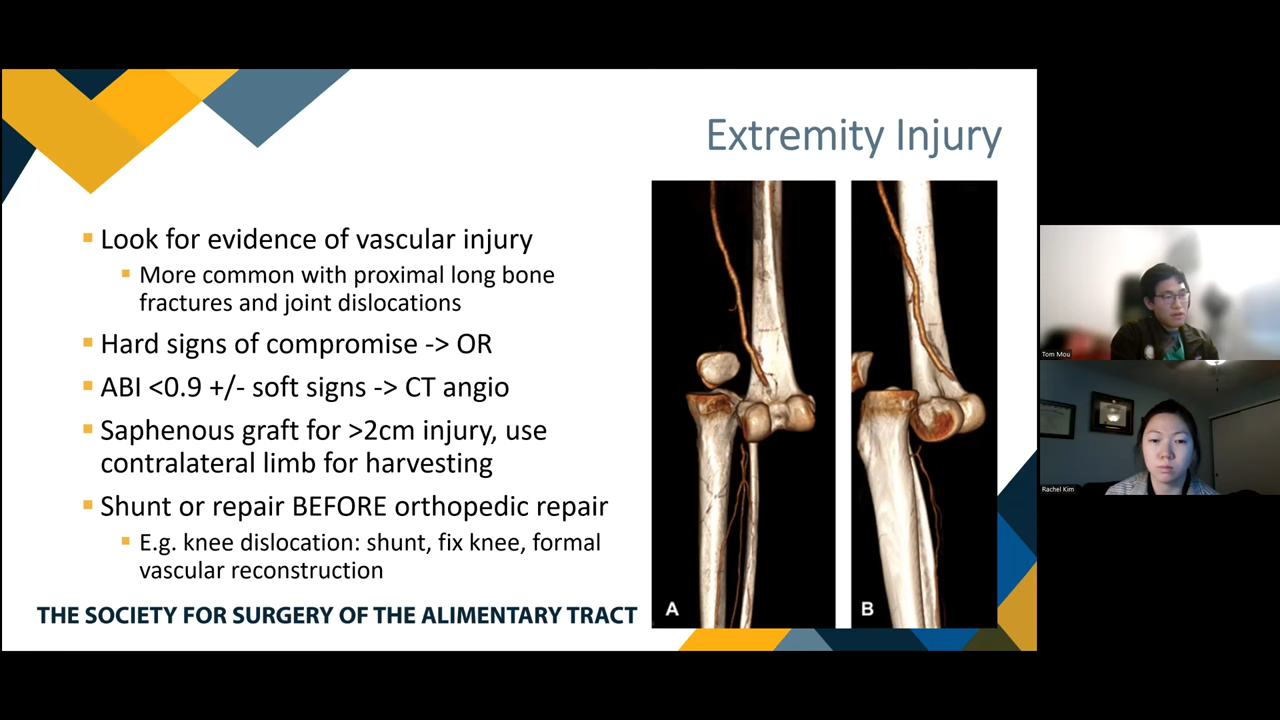 Extremity Injury
Look for evidence of vascular injury
More common with proximal long bone
fractures and joint dislocations
Hard signs of compromise -> OR
ABI <0.9 +/- soft signs -> CT angio
Saphenous graft for >2cm injury, use
contralateral limb for harvesting
Shunt or repair BEFORE orthopedic repair
E.g. knee dislocation: shunt, fix knee, formal
vascular reconstruction
THE SOCIETY FOR SURGERY OF THE ALIMENTARY TRACT
A
B
Tom Mou
Rachel Kim